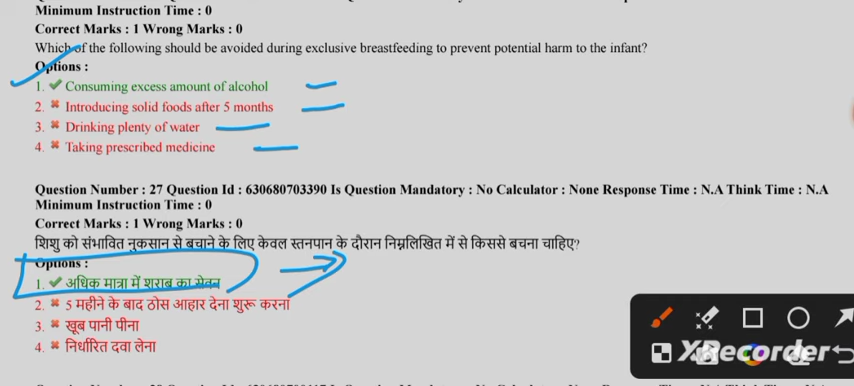 Minimum Instruction Time : 0
Correct Marks : 1 Wrong Marks : 0
Which of the following should be avoided during exclusive breastfeeding to prevent potential harm to the infant?
Options :
1. ✔ Consuming excess amount of alcohol
2. ✖ Introducing solid foods after 5 months
3. ✖ Drinking plenty of water
4. ✖ Taking prescribed medicine
Question Number : 27 Question Id : 630680703390 Is Question Mandatory : No Calculator : None Response Time : N.A Think Time : N.A
Minimum Instruction Time : 0
Correct Marks : 1 Wrong Marks : 0
शिशु को संभावित नुकसान से बचाने के लिए केवल स्तनपान के दौरान निम्नलिखित में से किससे बचना चाहिए?
Options :
1. ✔ अधिक मात्रा में शराब का सेवन
2. ✖ 5 महीने के बाद ठोस आहार देना शुरू करना
3. ✖ खूब पानी पीना
4. ✖ निर्धारित दवा लेना
XRecorder